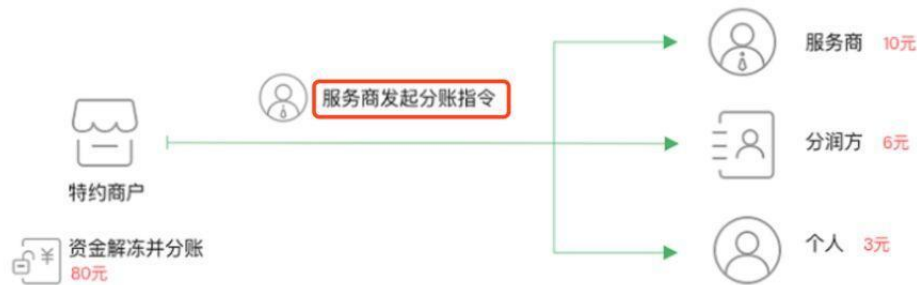 服务商 10元
服务商发起分账指令
分润方 6元
特约商户
个人 3元
资金解冻并分账
80元